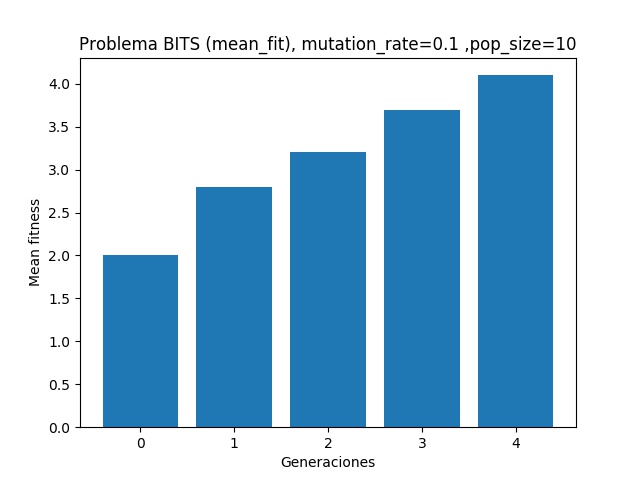 Problema BITS (mean_fit), mutation_rate=0.1 ,pop_size=10
4.0
3.5
3.0
2.5
2.0
1.5
1.0
0.5
0.0
Mean fitness
0 1 2 3 4
Generaciones